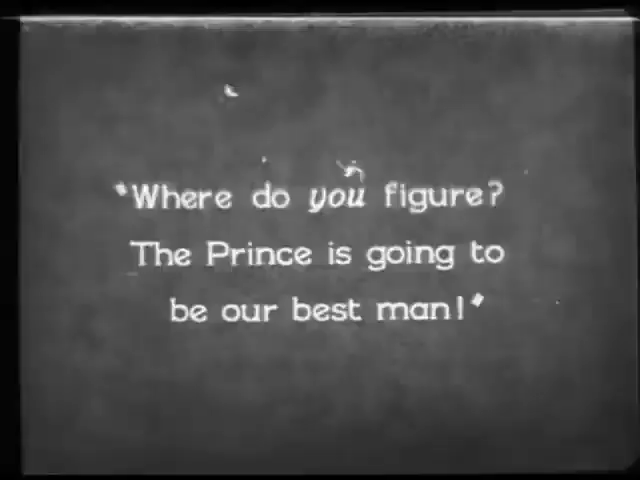 "Where do you figure?
The Prince is going to
be our best man!"